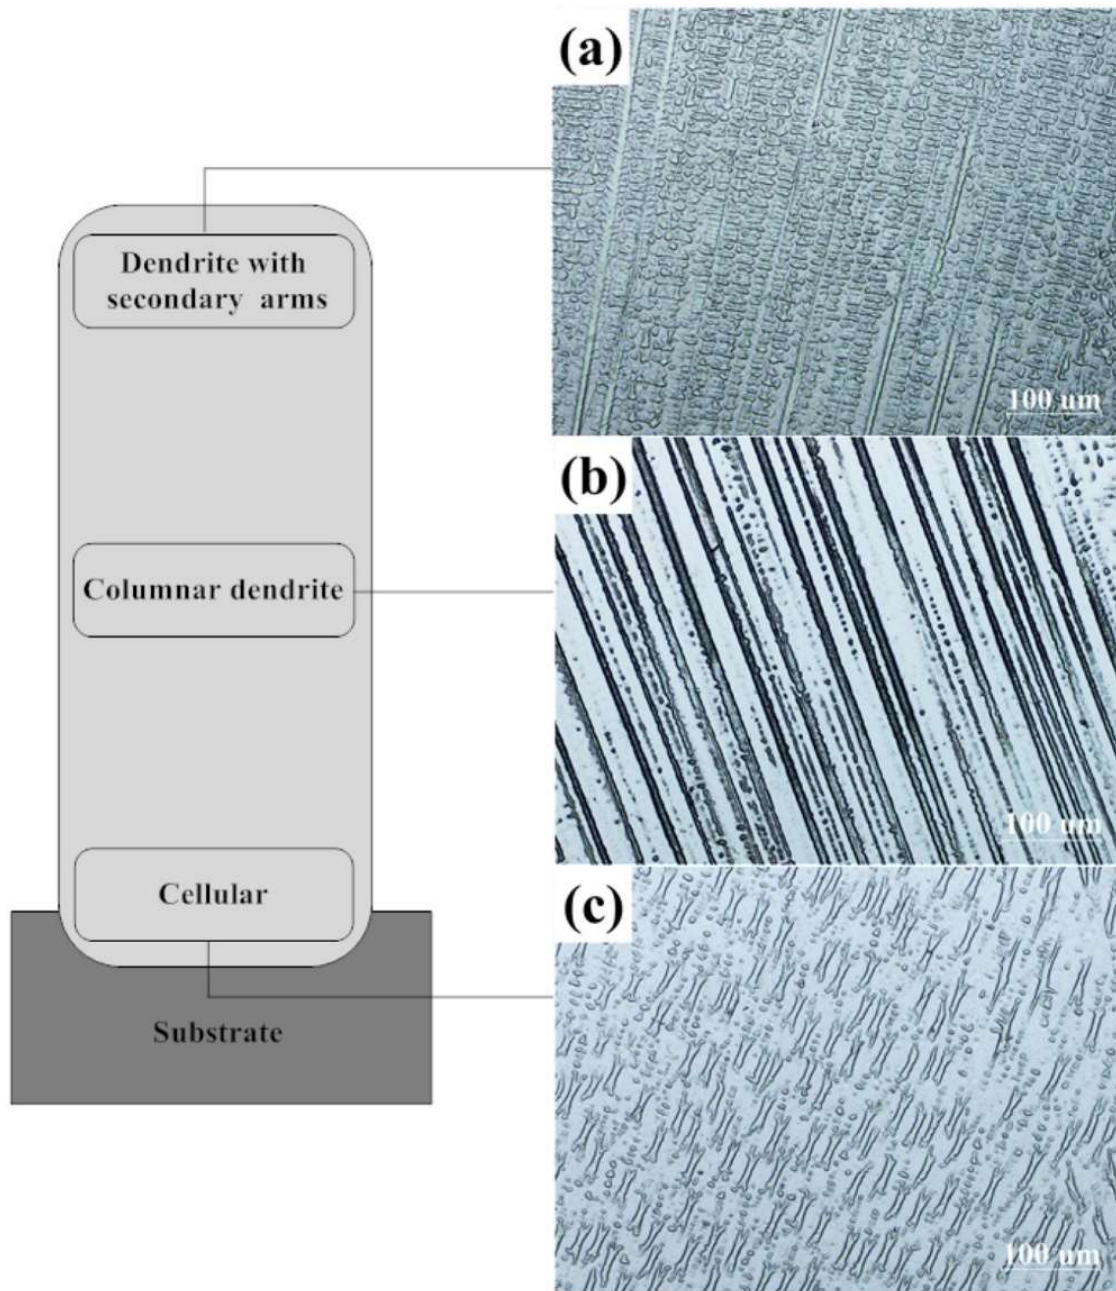 (a)
Dendrite with
secondary arms
100 um
(b)
Columnar dendrite
100 um
Cellular
(c)
Substrate
100 um